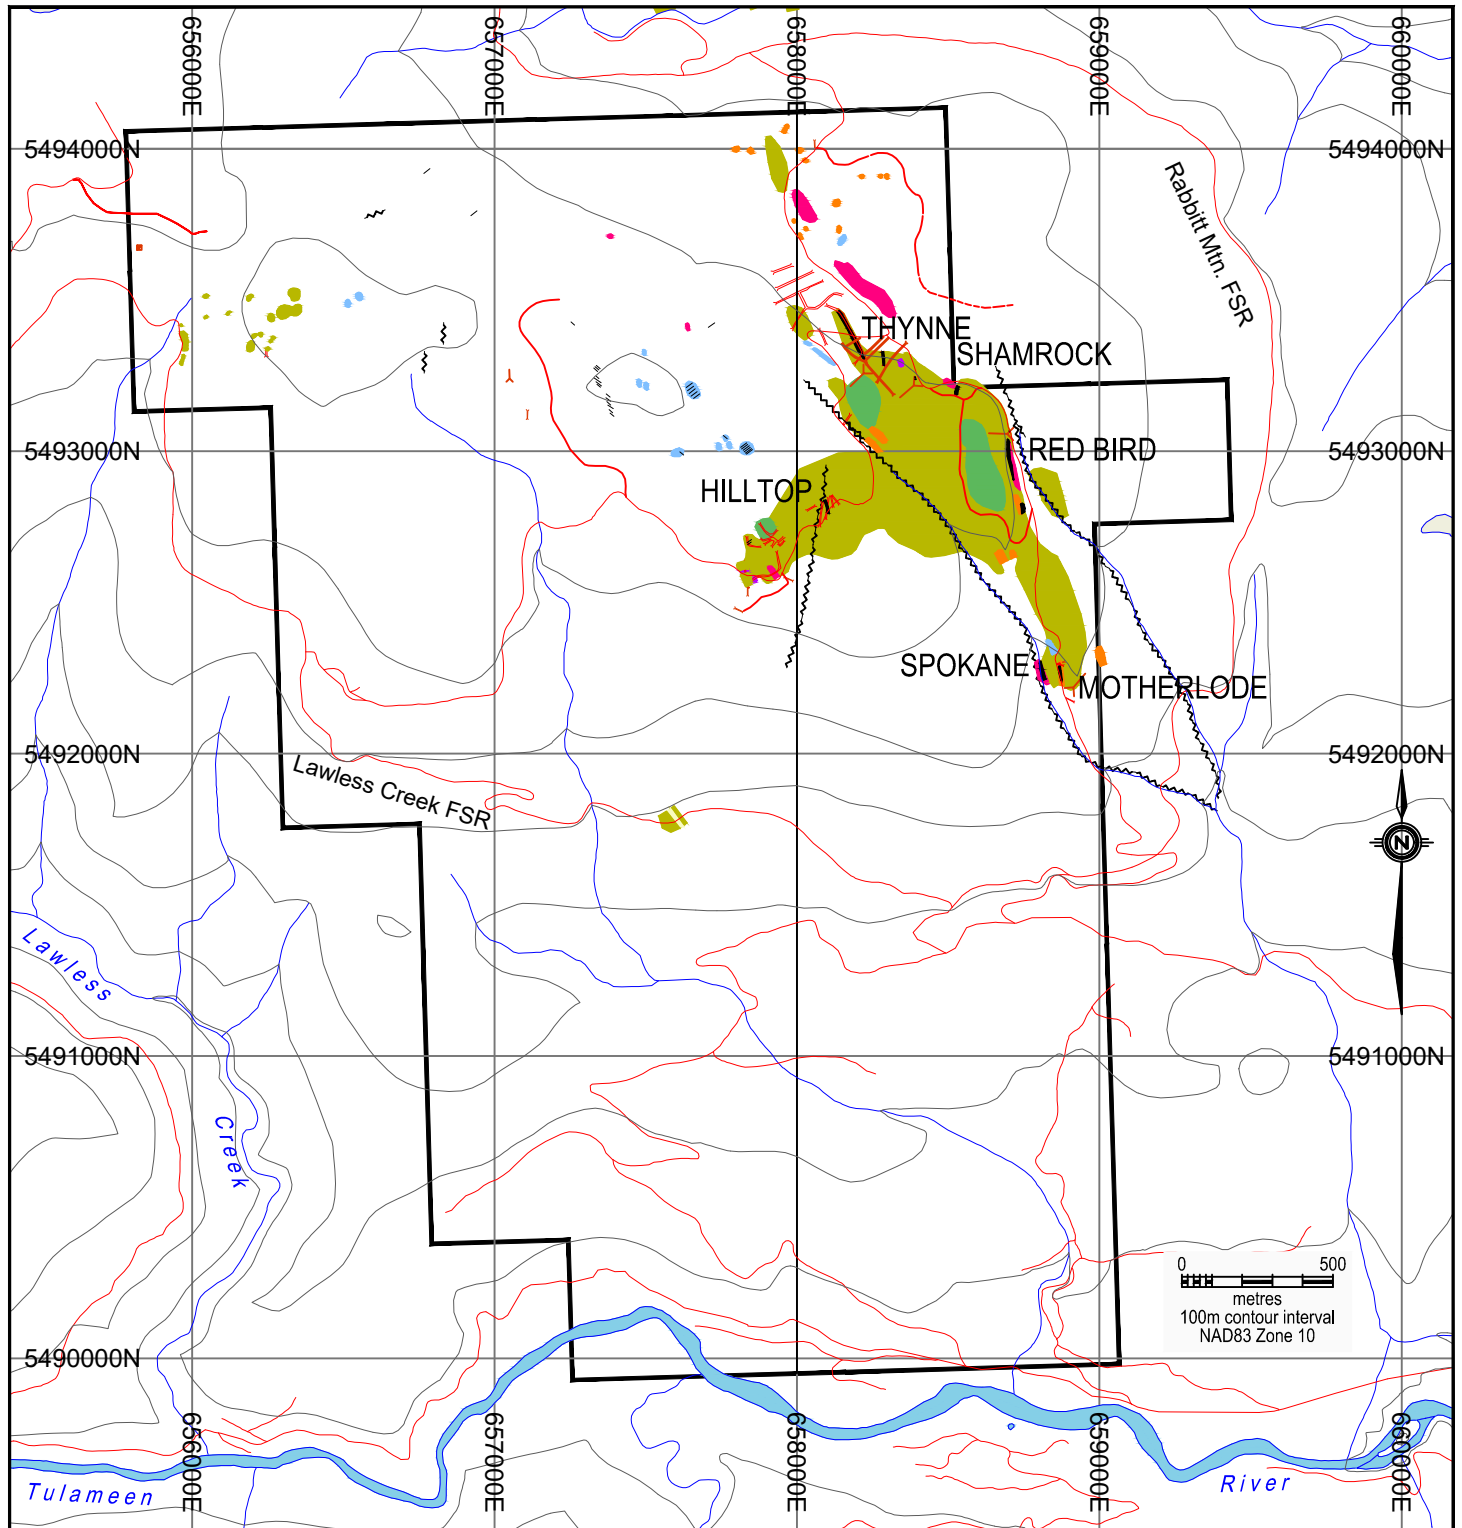 656000E
657000E
658000E
659000E
660000E
5494000N
5494000N
Rabbitt Mtn. FSR
THYNNE
SHAMROCK
5493000N
RED BIRD
5493000N
HILLTOP
SPOKANE
MOTHERLODE
5492000N
5492000N
Lawless Creek FSR
N
Lawless
5491000N
5491000N
Creek
0 500
metres
100m contour interval
NAD83 Zone 10
5490000N
656000E
657000E
658000E
659000E
660000E
Tulameen
River